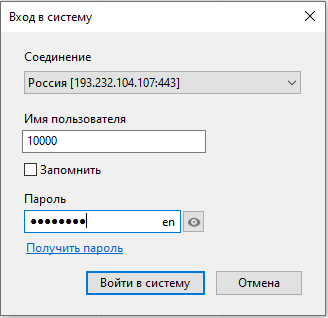 Вход в систему
Соединение
Россия [193.232.104.107:443]
Имя пользователя
10000
Запомнить
Пароль
●●●●●●●● en
Получить пароль
Войти в систему Отмена